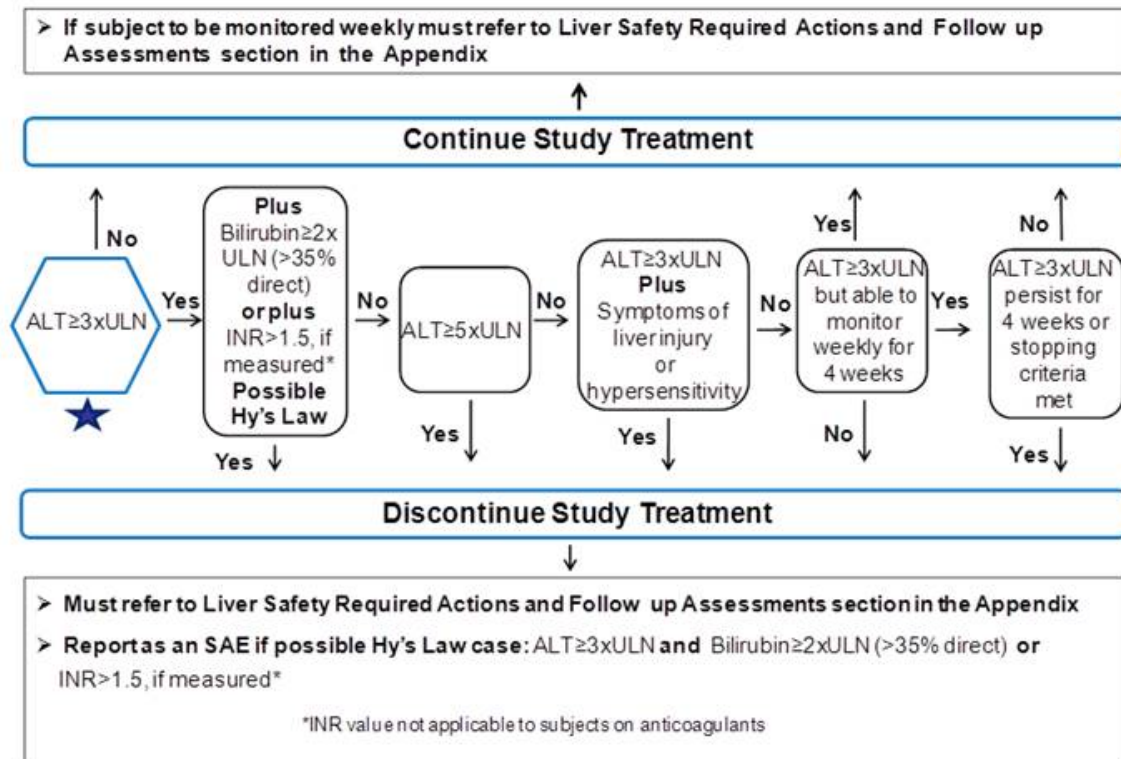 ➢ If subject to be monitored weekly must refer to Liver Safety Required Actions and Follow up
Assessments section in the Appendix
Continue Study Treatment
No
ALT≥3xULN
Yes
Plus
Bilirubin≥2x
ULN (>35%
direct)
or plus
INR>1.5, if
measured*
Possible
Hy's Law
Yes
No
ALT≥5xULN
Yes
No
ALT≥3xULN
Plus
Symptoms of
liver injury
or
hypersensitivity
Yes
No
Yes
ALT≥3xULN
but able to
monitor
weekly for
4 weeks
No
Yes
No
ALT≥3xULN
persist for
4 weeks or
stopping
criteria
met
Yes
Discontinue Study Treatment
➢ Must refer to Liver Safety Required Actions and Follow up Assessments section in the Appendix
➢ Report as an SAE if possible Hy's Law case: ALT≥3xULN and Bilirubin≥2xULN (>35% direct) or
INR>1.5, if measured*
*INR value not applicable to subjects on anticoagulants